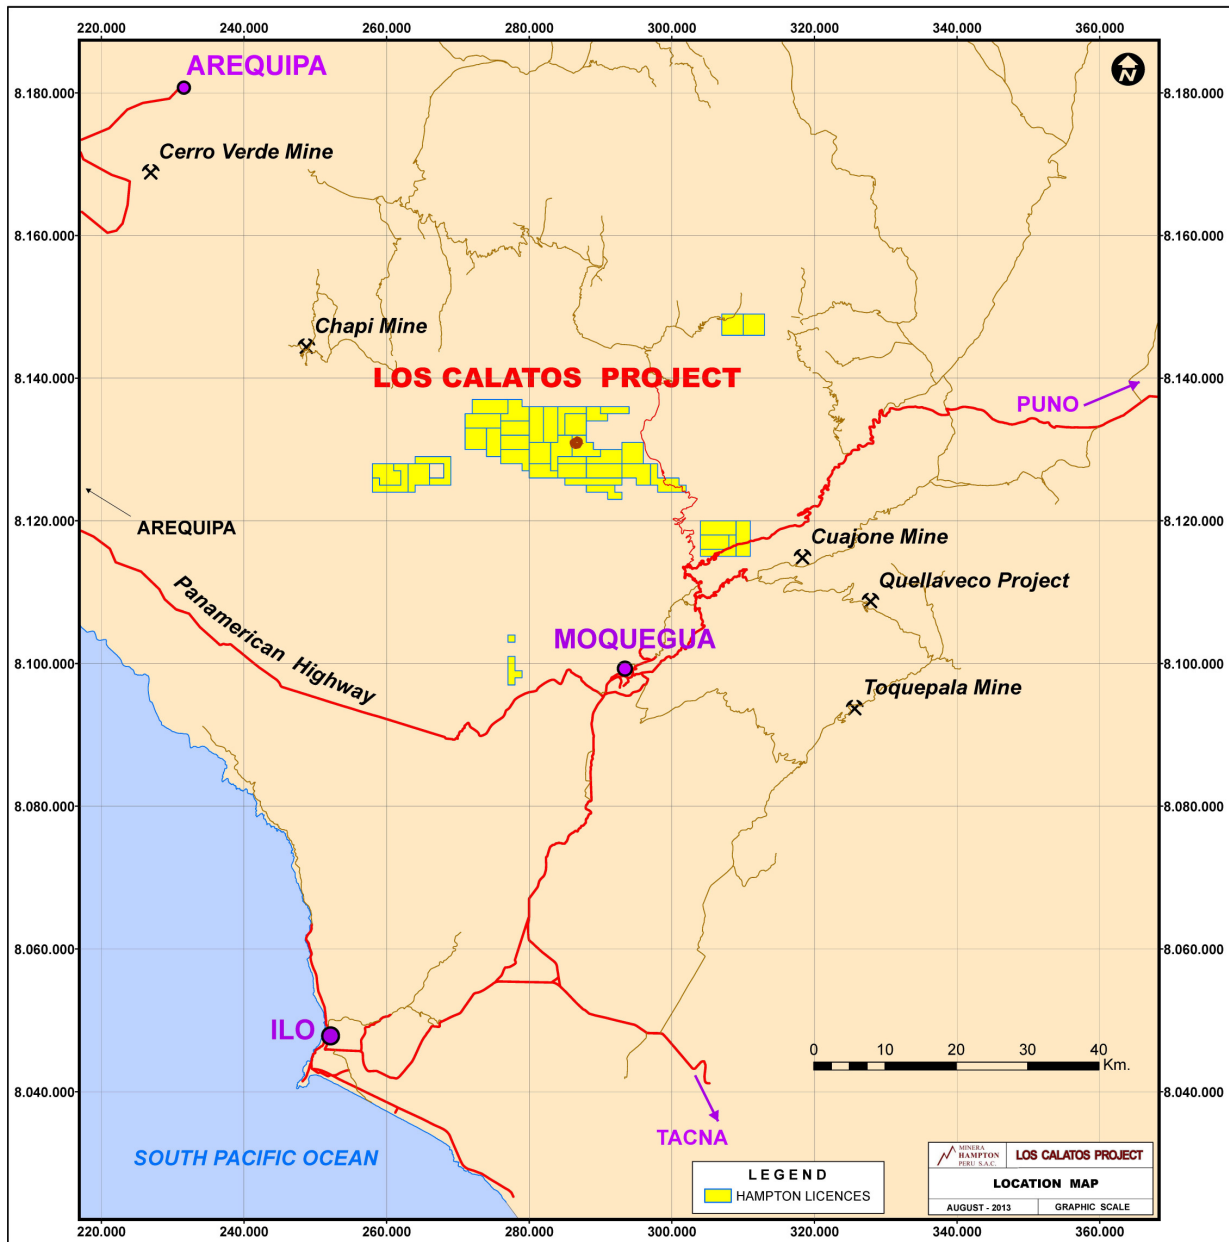 220.000 240.000 260.000 280.000 300.000 320.000 340.000 360.000
AREQUIPA
8.180.000 8.180.000
Cerro Verde Mine
8.160.000 8.160.000
Chapi Mine
LOS CALATOS PROJECT
8.140.000 8.140.000
PUNO
AREQUIPA
8.120.000 8.120.000
Cuajone Mine
Quellaveco Project
Panamerican Highway
MOQUEGUA
8.100.000 8.100.000
Toquepala Mine
8.080.000 8.080.000
8.060.000 8.060.000
ILO
0 10 20 30 40
Km.
8.040.000 8.040.000
TACNA
SOUTH PACIFIC OCEAN
LEGEND
HAMPTON LICENCES
MINERA
HAMPTON
PERU S.A.C.
LOS CALATOS PROJECT
LOCATION MAP
AUGUST - 2013 GRAPHIC SCALE
N
220.000 240.000 260.000 280.000 300.000 320.000 340.000 360.000